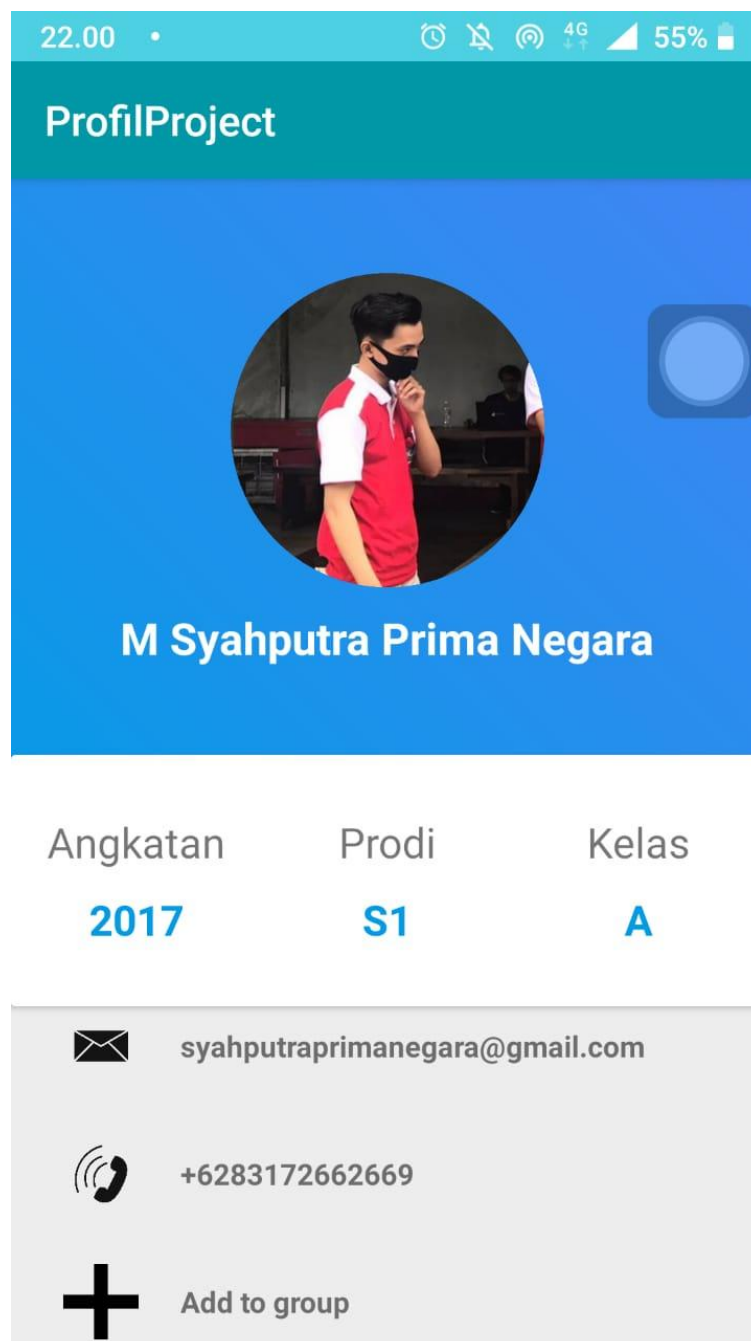 22.00
4G
55%
ProfilProject
M Syahputra Prima Negara
Angkatan Prodi Kelas
2017 S1 A
syahputraprimanegara@gmail.com
+6283172662669
Add to group